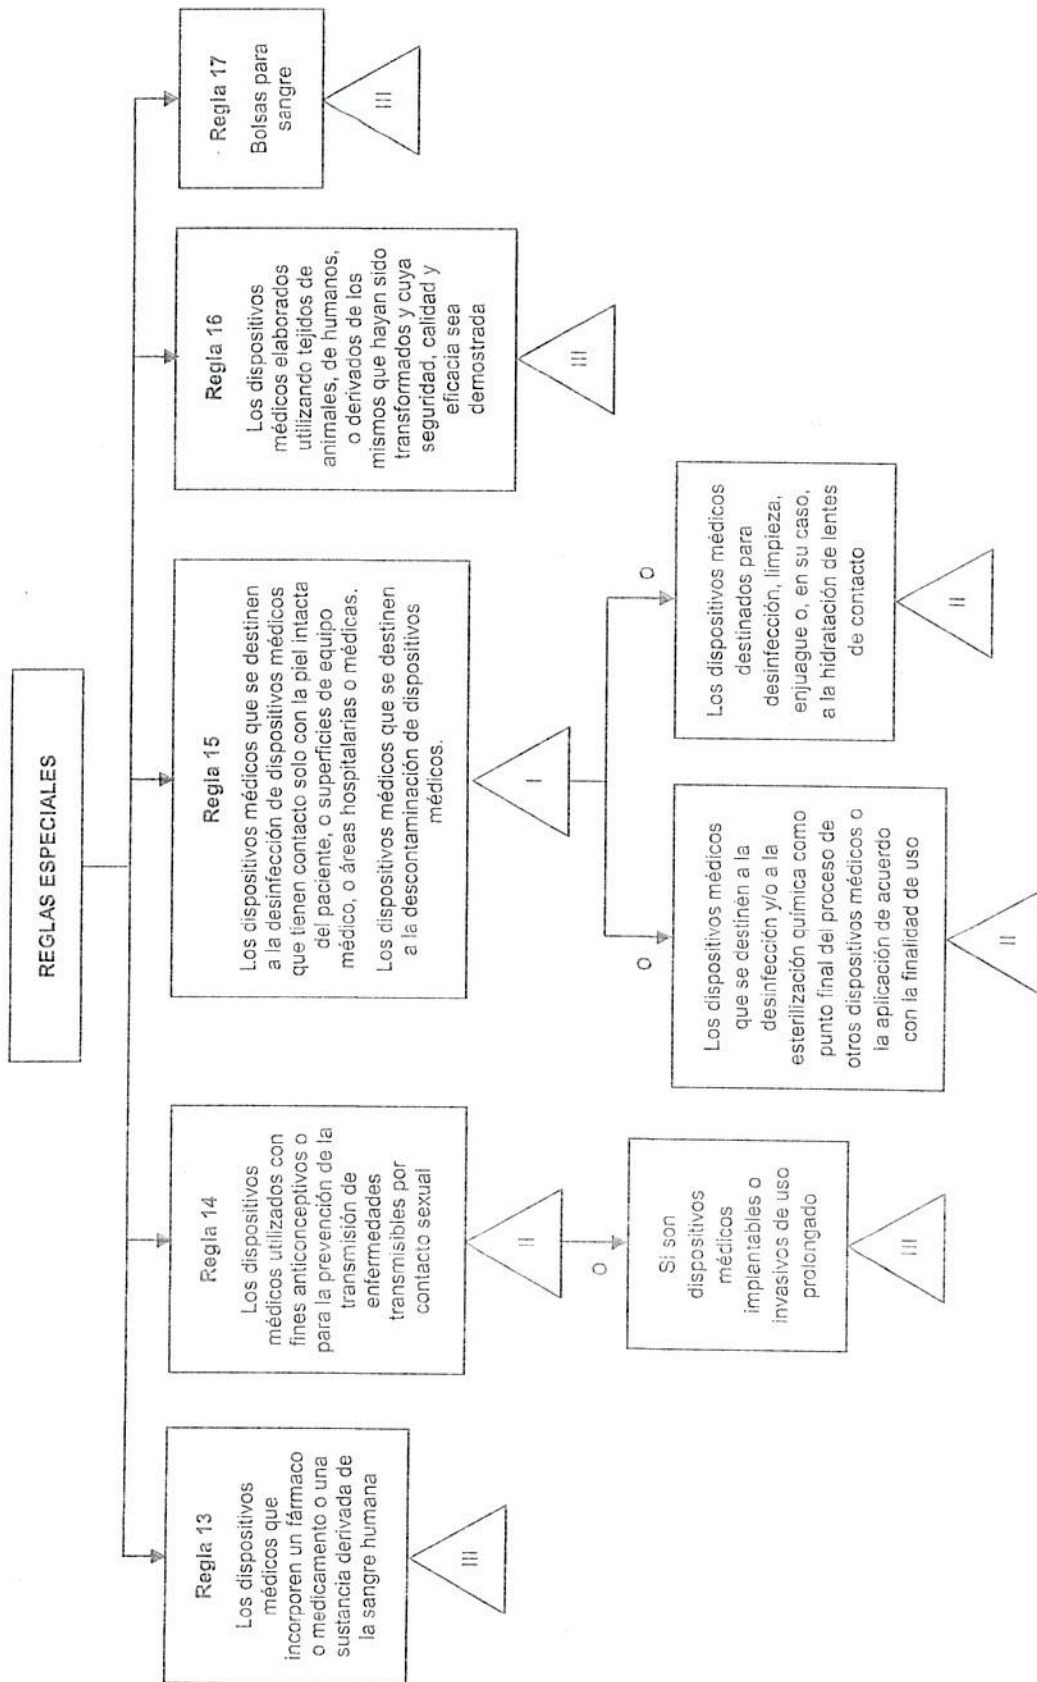 REGLAS ESPECIALES
Regla 13
Los dispositivos
médicos que
incorporen un fármaco
o medicamento o una
sustancia derivada de
la sangre humana
III
Regla 14
Los dispositivos
médicos utilizados con
fines anticonceptivos o
para la prevención de la
transmisión de
enfermedades
transmisibles por
contacto sexual
II
O
Si son
dispositivos
médicos
implantables o
invasivos de uso
prolongado
III
Regla 15
Los dispositivos médicos que se destinen
a la desinfección de dispositivos médicos
que tienen contacto solo con la piel intacta
del paciente, o superficies de equipo
médico, o áreas hospitalarias o médicas.
Los dispositivos médicos que se destinen
a la descontaminación de dispositivos
médicos.
I
O
Los dispositivos médicos
que se destinén a la
desinfección y/o a la
esterilización química como
punto final del proceso de
otros dispositivos médicos o
la aplicación de acuerdo
con la finalidad de uso
II
O
Los dispositivos médicos
destinados para
desinfección, limpieza,
enjuague o, en su caso,
a la hidratación de lentes
de contacto
II
Regla 16
Los dispositivos
médicos elaborados
utilizando tejidos de
animales, de humanos,
o derivados de los
mismos que hayan sido
transformados y cuya
seguridad, calidad y
eficacia sea
demostrada
III
Regla 17
Bolsas para
sangre
III